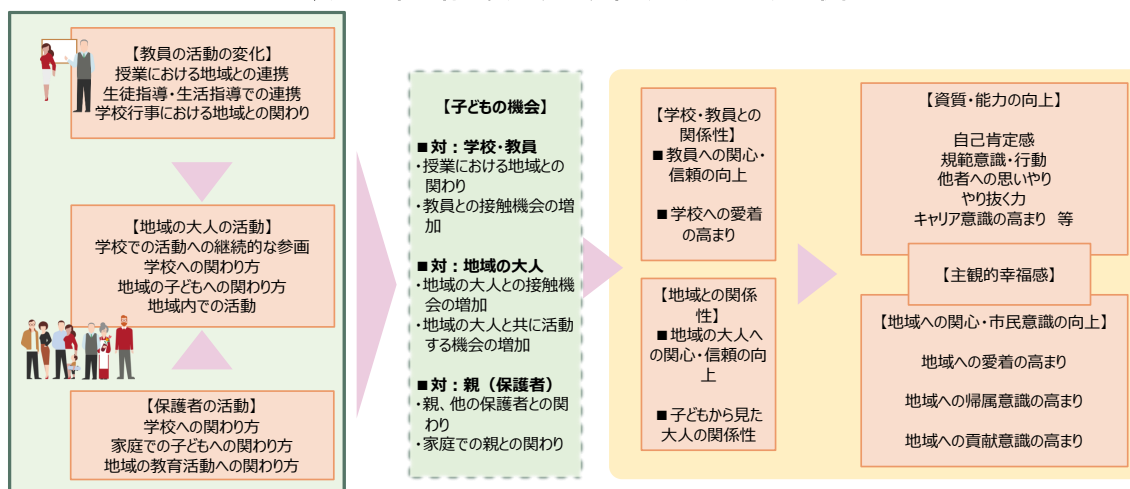 【教員の活動の変化】
授業における地域との連携
生徒指導・生活指導での連携
学校行事における地域との関わり
【地域の大人の活動】
学校での活動への継続的な参画
学校への関わり方
地域の子どもへの関わり方
地域内での活動
【保護者の活動】
学校への関わり方
家庭での子どもへの関わり方
地域の教育活動への関わり方
【子どもの機会】
■対：学校・教員
・授業における地域との
関わり
・教員との接触機会の増
加
■対：地域の大人
・地域の大人との接触機
会の増加
・地域の大人と共に活動
する機会の増加
■対：親（保護者）
・親、他の保護者との関
わり
・家庭での親との関わり
【学校・教員との
関係性】
■教員への関心・
信頼の向上
■学校への愛着
の高まり
【地域との関係
性】
■地域の大人へ
の関心・信頼の向
上
■子どもから見た
大人の関係性
【資質・能力の向上】
自己肯定感
規範意識・行動
他者への思いやり
やり抜く力
キャリア意識の高まり 等
【主観的幸福感】
【地域への関心・市民意識の向上】
地域への愛着の高まり
地域への帰属意識の高まり
地域への貢献意識の高まり